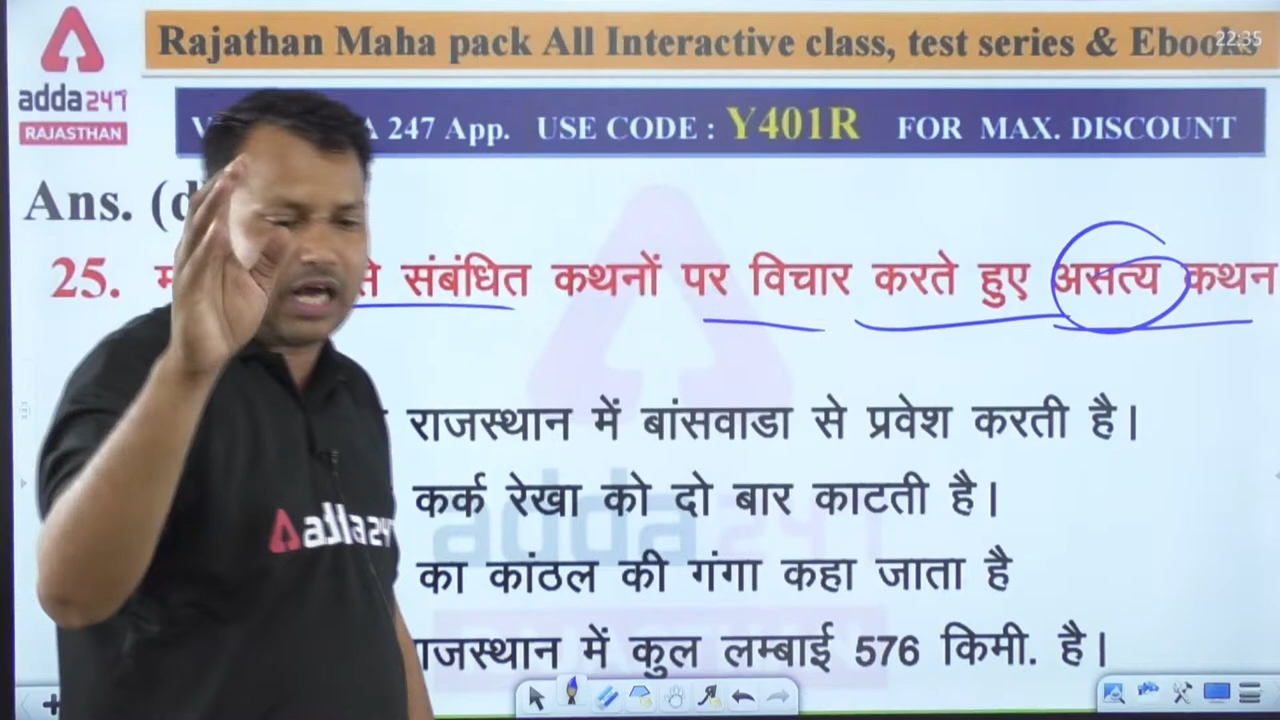 Rajathan Maha pack All Interactive class, test series & Ebooks
22:35
adda247
RAJASTHAN
247 App. USE CODE : Y401R FOR MAX. DISCOUNT
Ans. (d
25. से संबंधित कथनों पर विचार करते हुए असत्य कथन
राजस्थान में बांसवाडा से प्रवेश करती है।
कर्क रेखा को दो बार काटती है।
का कांठल की गंगा कहा जाता है
राजस्थान में कुल लम्बाई 576 किमी. है।
adda247
adda247